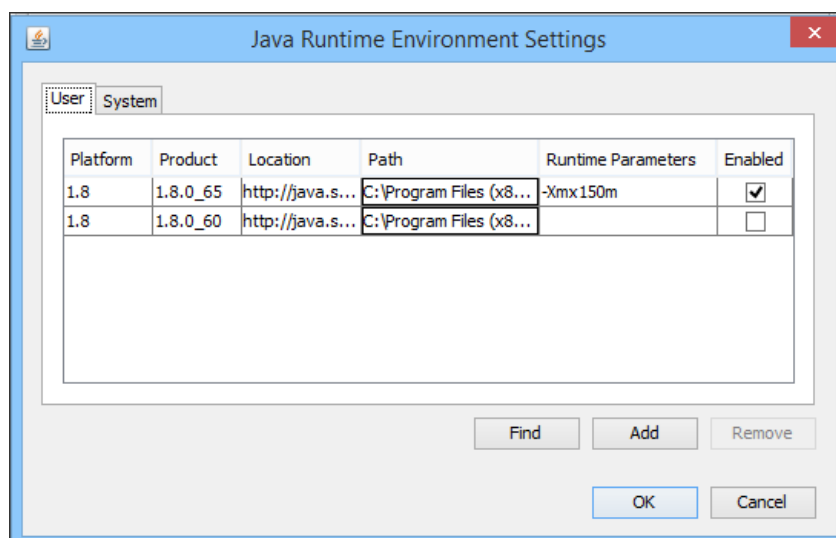 Java Runtime Environment Settings
User System
Platform Product Location Path Runtime Parameters Enabled
1.8 1.8.0_65 http://java.s... C:\Program Files (x8... -Xmx150m
1.8 1.8.0_60 http://java.s... C:\Program Files (x8...
Find Add Remove
OK Cancel